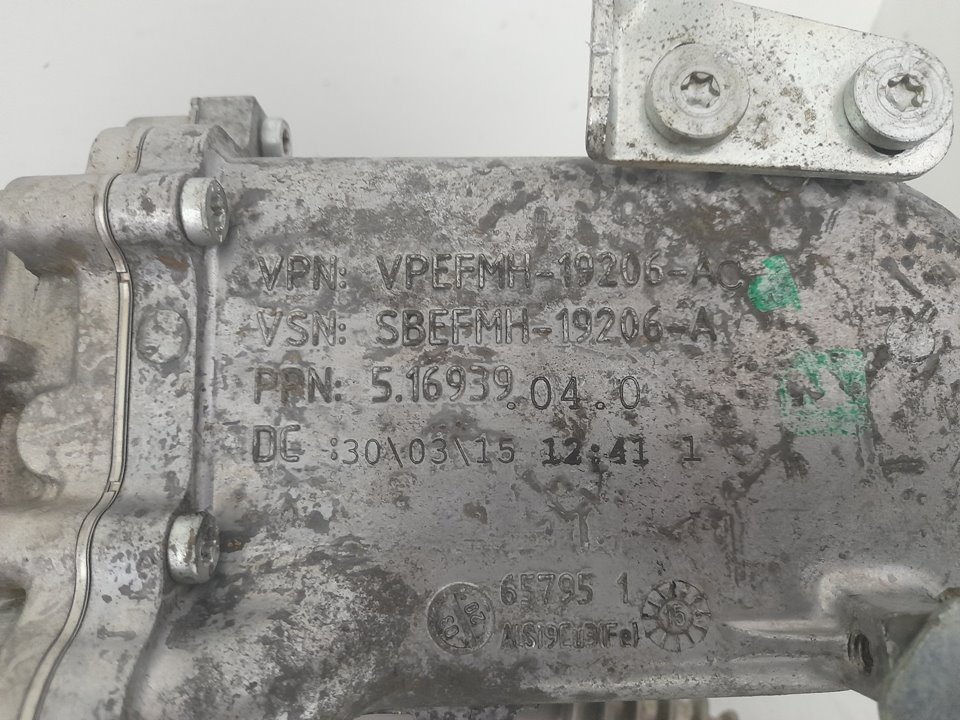 VPN: VPEFMH-19206-AC
VSN: SBEFMH-19206-A
PPN: 5.16939.04.0
DC :30\03\15 12:41 1
65795 1
AlSi9Cu3(Fe)
15